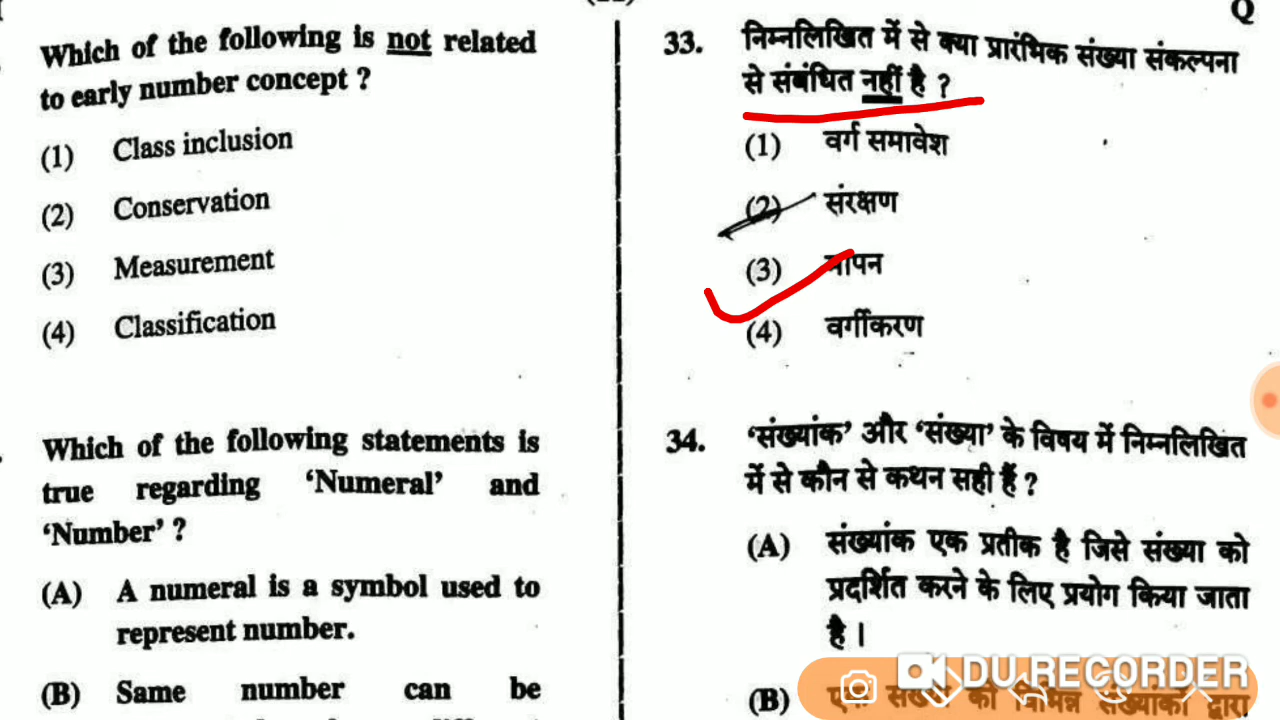 Q
Which of the following is not related
to early number concept ?
(1) Class inclusion
(2) Conservation
(3) Measurement
(4) Classification
Which of the following statements is
true regarding ‘Numeral’ and
‘Number’ ?
(A) A numeral is a symbol used to
represent number.
(B) Same number can be
33. निम्नलिखित में से क्या प्रारंभिक संख्या संकल्पना
से संबंधित नहीं है ?
(1) वर्ग समावेश
(2) संरक्षण
(3) मापन
(4) वर्गीकरण
34. ‘संख्यांक’ और ‘संख्या’ के विषय में निम्नलिखित
में से कौन से कथन सही हैं ?
(A) संख्यांक एक प्रतीक है जिसे संख्या को
प्रदर्शित करने के लिए प्रयोग किया जाता
है ।
(B) एक संख्या को विभिन्न संख्यांकों द्वारा
DU RECORDER